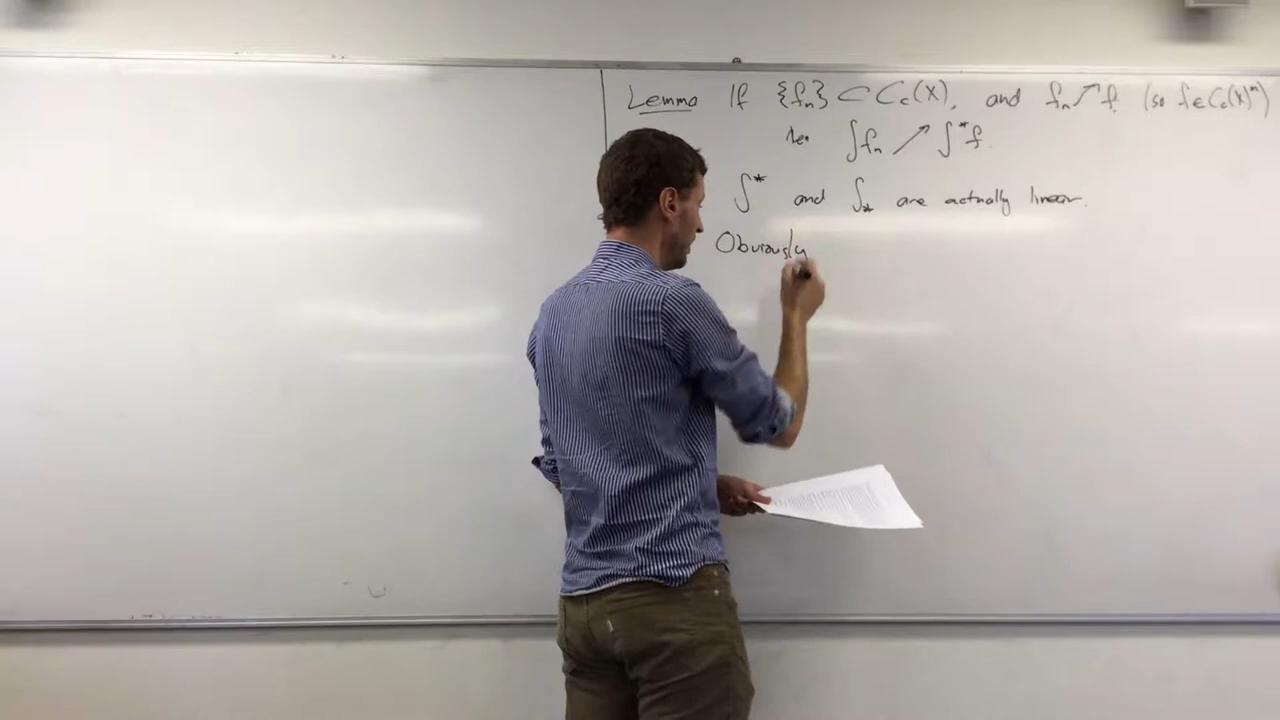 Lemma If {fₙ} ⊂ C_c(X), and fₙ ↗ f (so f ∈ C_c(X)^m)
then ∫fₙ ↗ ∫*f.
∫* and ∫_* are actually linear.
Obviously